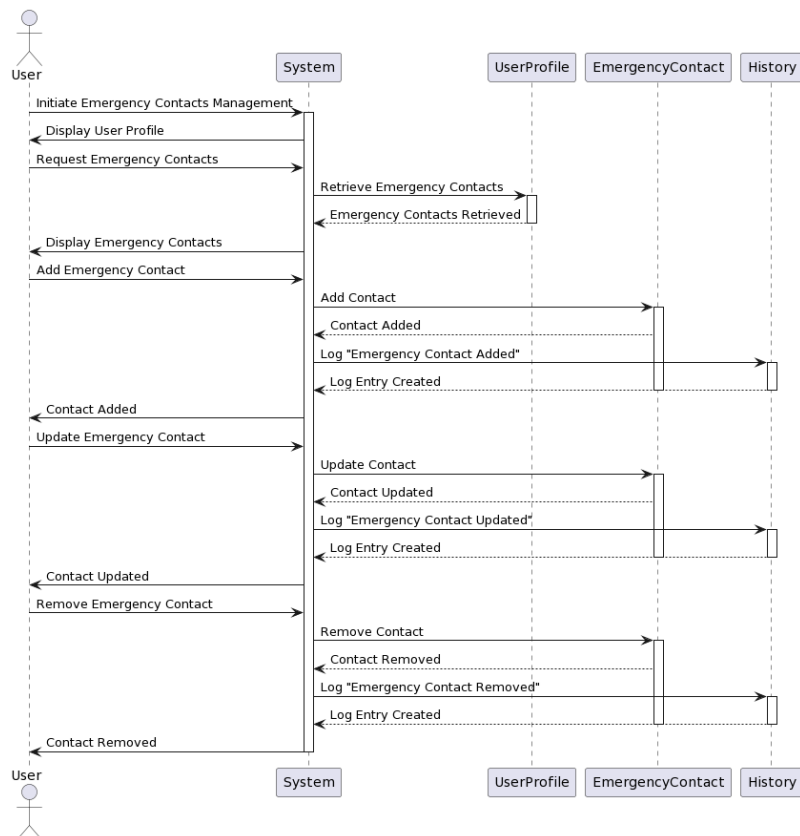 User
System
UserProfile
EmergencyContact
History
Initiate Emergency Contacts Management
Display User Profile
Request Emergency Contacts
Retrieve Emergency Contacts
Emergency Contacts Retrieved
Display Emergency Contacts
Add Emergency Contact
Add Contact
Contact Added
Log "Emergency Contact Added"
Log Entry Created
Contact Added
Update Emergency Contact
Update Contact
Contact Updated
Log "Emergency Contact Updated"
Log Entry Created
Contact Updated
Remove Emergency Contact
Remove Contact
Contact Removed
Log "Emergency Contact Removed"
Log Entry Created
Contact Removed
User
System
UserProfile
EmergencyContact
History